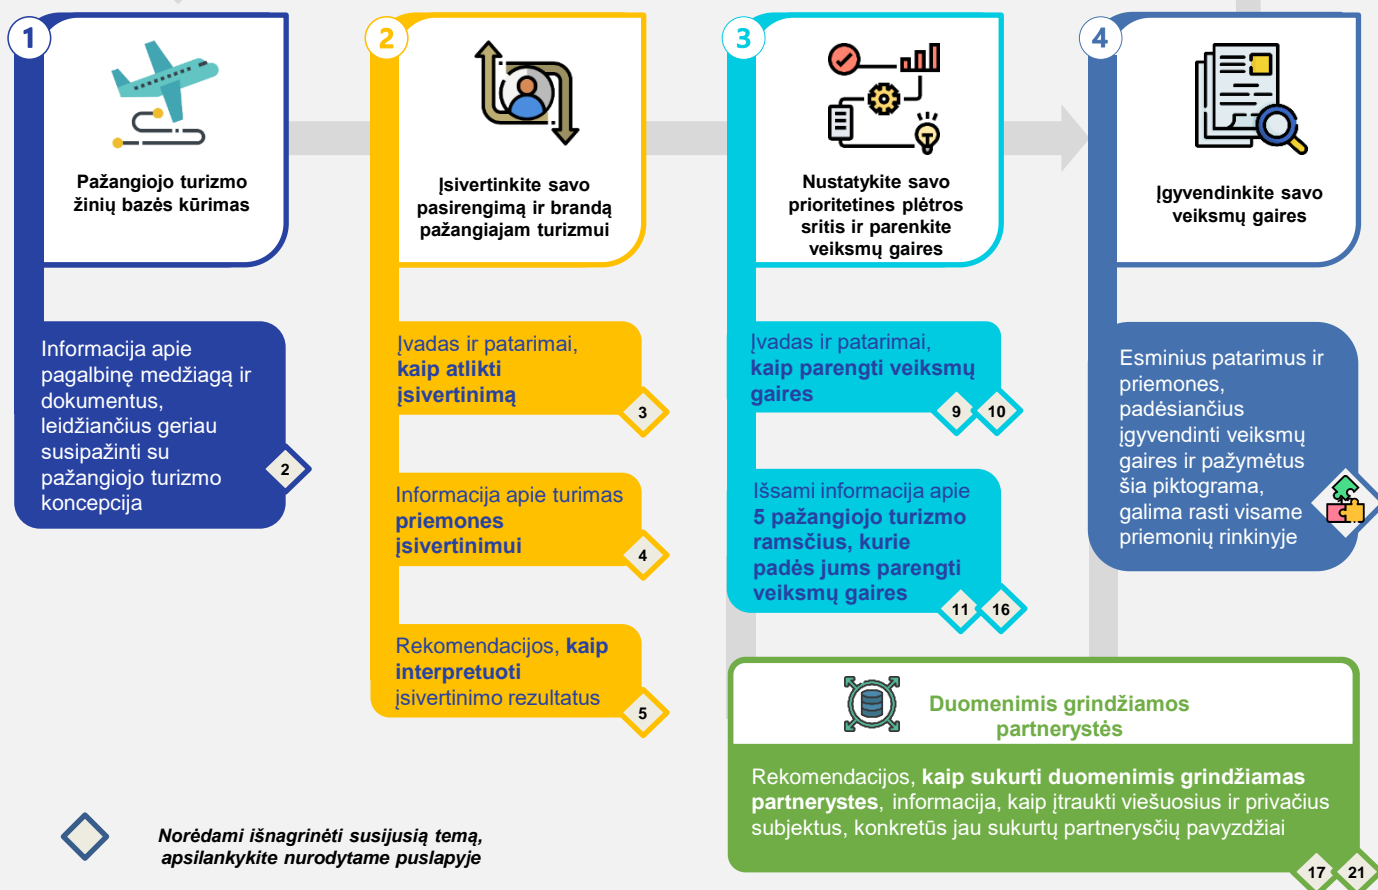 1
Pažangiojo turizmo
žinių bazės kūrimas
Informacija apie
pagalbinę medžiagą ir
dokumentus,
leidžiančius geriau
susipažinti su
pažangiojo turizmo
koncepcija
2
2
Įsivertinkite savo
pasirengimą ir brandą
pažangiajam turizmui
Įvadas ir patarimai,
kaip atlikti
įsivertinimą
3
Informacija apie turimas
priemones
įsivertinimui
4
Rekomendacijos, kaip
interpretuoti
įsivertinimo rezultatus
5
3
Nustatykite savo
prioritetines plėtros
sritis ir parenkite
veiksmų gaires
Įvadas ir patarimai,
kaip parengti veiksmų
gaires
9 10
Išsami informacija apie
5 pažangiojo turizmo
ramsčius, kurie
padės jums parengti
veiksmų gaires
11 16
4
Įgyvendinkite savo
veiksmų gaires
Esminius patarimus ir
priemones,
padėsiančius
įgyvendinti veiksmų
gaires ir pažymėtus
šia piktograma,
galima rasti visame
priemonių rinkinyje
Duomenimis grindžiamos
partnerystės
Rekomendacijos, kaip sukurti duomenimis grindžiamas
partnerystes, informacija, kaip įtraukti viešuosius ir privačius
subjektus, konkretūs jau sukurtų partnerysčių pavyzdžiai
17 21
Norėdami išnagrinėti susijusią temą,
apsilankykite nurodytame puslapyje